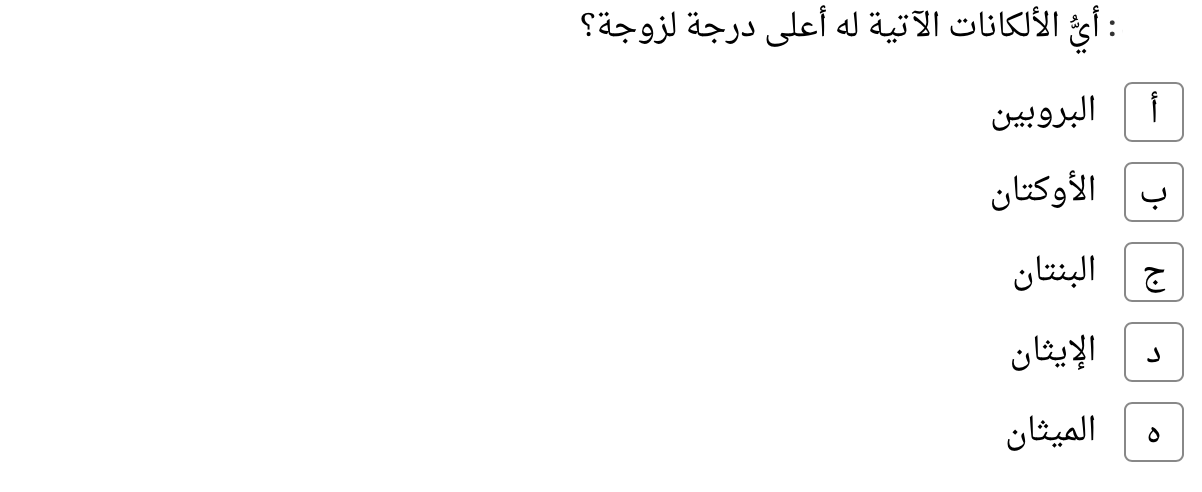 : أيُّ الألكانات الآتية له أعلى درجة لزوجة؟
أ البروبين
ب الأوكتان
ج البنتان
د الإيثان
ه الميثان